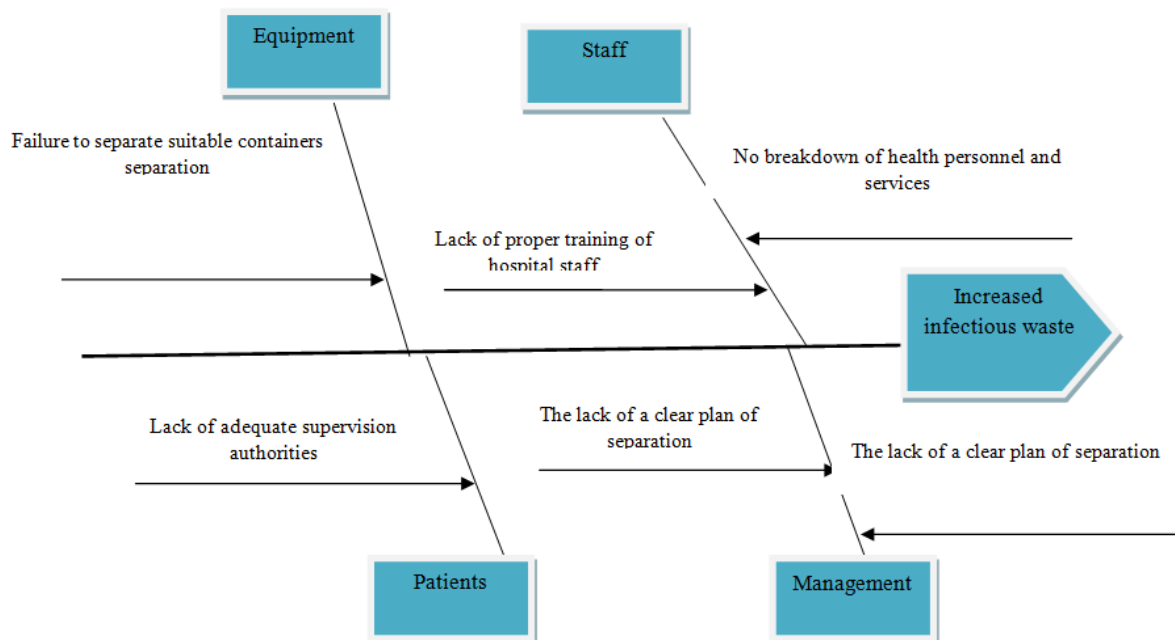 Equipment
Staff
Failure to separate suitable containers
separation
No breakdown of health personnel and
services
Lack of proper training of
hospital staff
Increased
infectious waste
Lack of adequate supervision
authorities
The lack of a clear plan of
separation
The lack of a clear plan of separation
Patients
Management